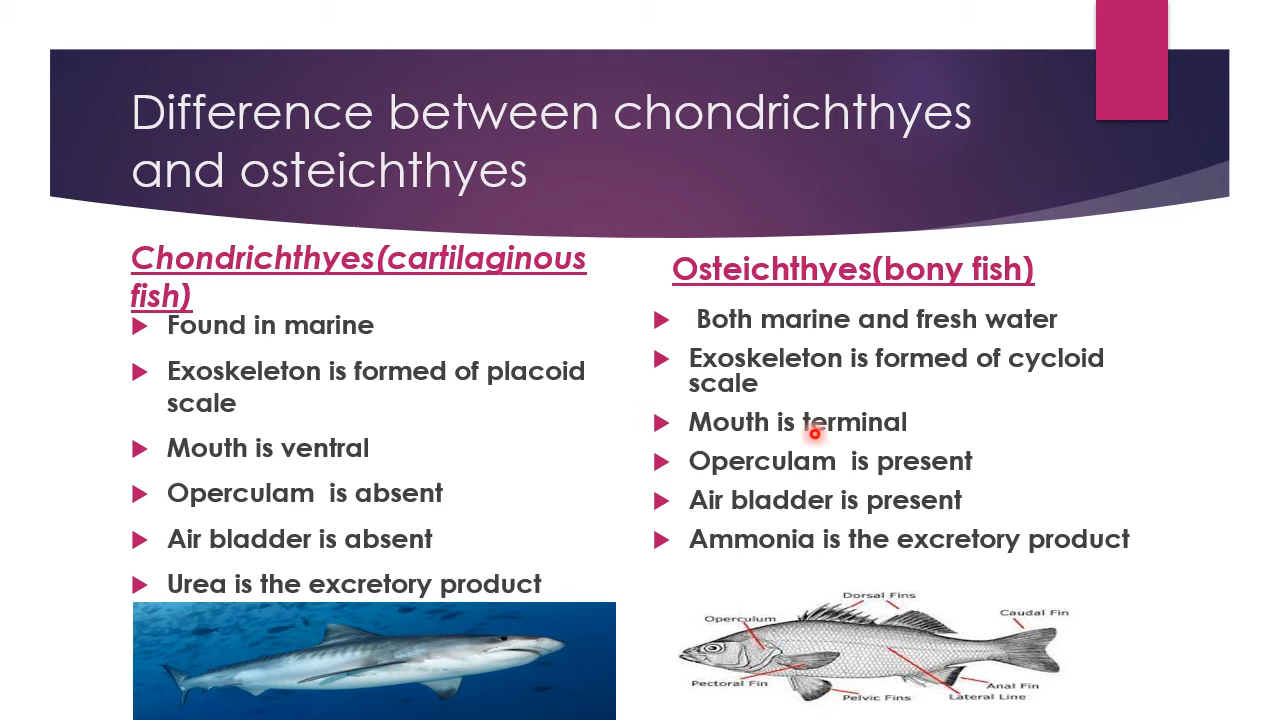 Difference between chondrichthyes
and osteichthyes
Chondrichthyes(cartilaginous
fish)
Found in marine
Exoskeleton is formed of placoid
scale
Mouth is ventral
Operculam is absent
Air bladder is absent
Urea is the excretory product
Osteichthyes(bony fish)
Both marine and fresh water
Exoskeleton is formed of cycloid
scale
Mouth is terminal
Operculam is present
Air bladder is present
Ammonia is the excretory product
Dorsal Fins
Operculum
Caudal Fin
Pectoral Fin
Pelvic Fins
Anal Fin
Lateral Line